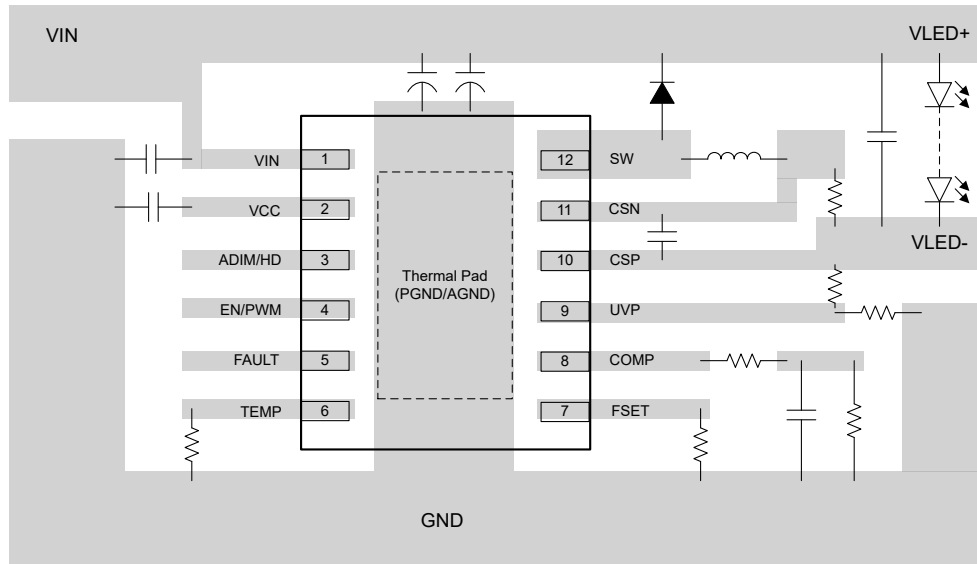 VIN
VLED+
VIN
1
12
SW
VCC
2
11
CSN
ADIM/HD
3
Thermal Pad
(PGND/AGND)
10
CSP
VLED-
EN/PWM
4
9
UVP
FAULT
5
8
COMP
TEMP
6
7
FSET
GND